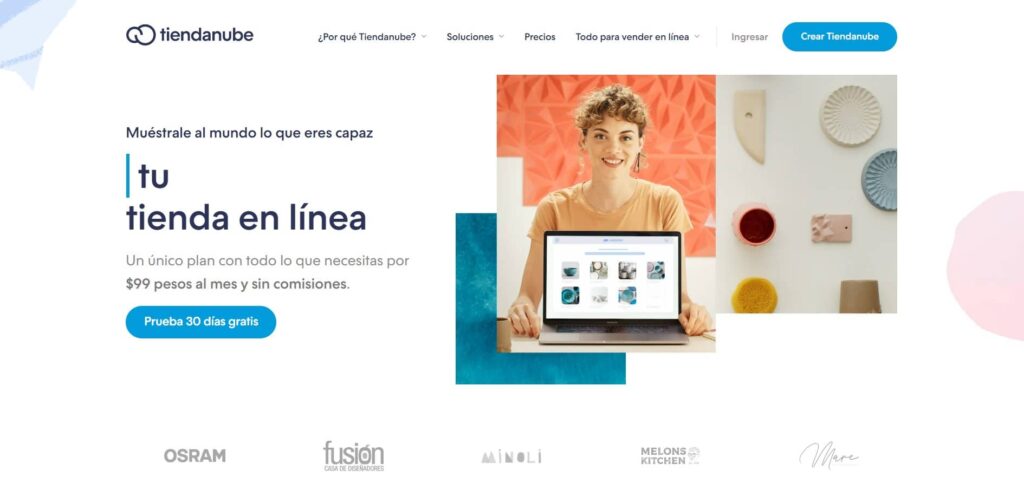 tiendanube
¿Por qué Tiendanube?
Soluciones
Precios
Todo para vender en línea
Ingresar
Crear Tiendanube
Muéstrale al mundo lo que eres capaz
tu
tienda en línea
Un único plan con todo lo que necesitas por
$99 pesos al mes y sin comisiones.
Prueba 30 días gratis
OSRAM
fusión
CASA DE DISEÑADORES
MiNOLi
MELONS
KITCHEN
Mare